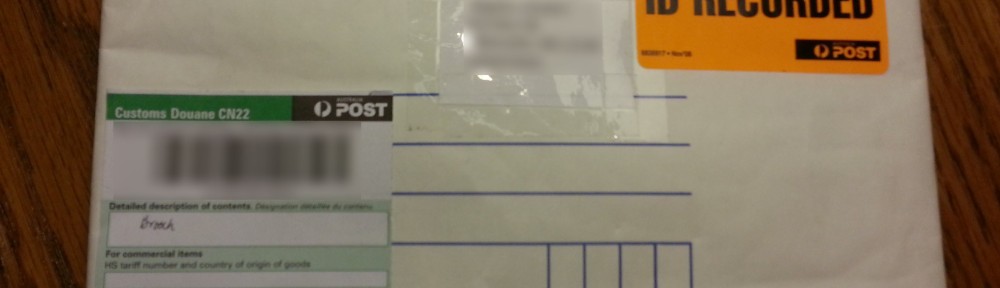 ID RECORDED
POST
Customs Douane CN22
AUSTRALIA
POST
Detailed description of contents Désignation détaillée du contenu
Brooch
For commercial items
HS tariff number and country of origin of goods